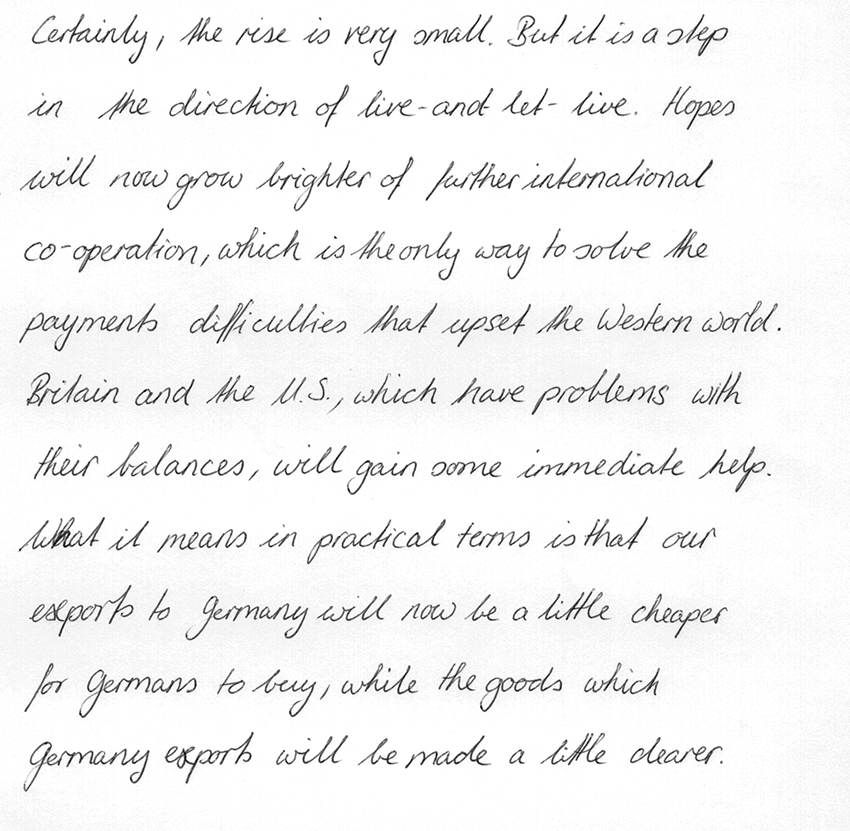 Certainly, the rise is very small. But it is a step
in the direction of live-and let-live. Hopes
will now grow brighter of further international
co-operation, which is the only way to solve the
payments difficulties that upset the Western world.
Britain and the U.S., which have problems with
their balances, will gain some immediate help.
What it means in practical terms is that our
exports to Germany will now be a little cheaper
for Germans to buy, while the goods which
Germany exports will be made a little dearer.